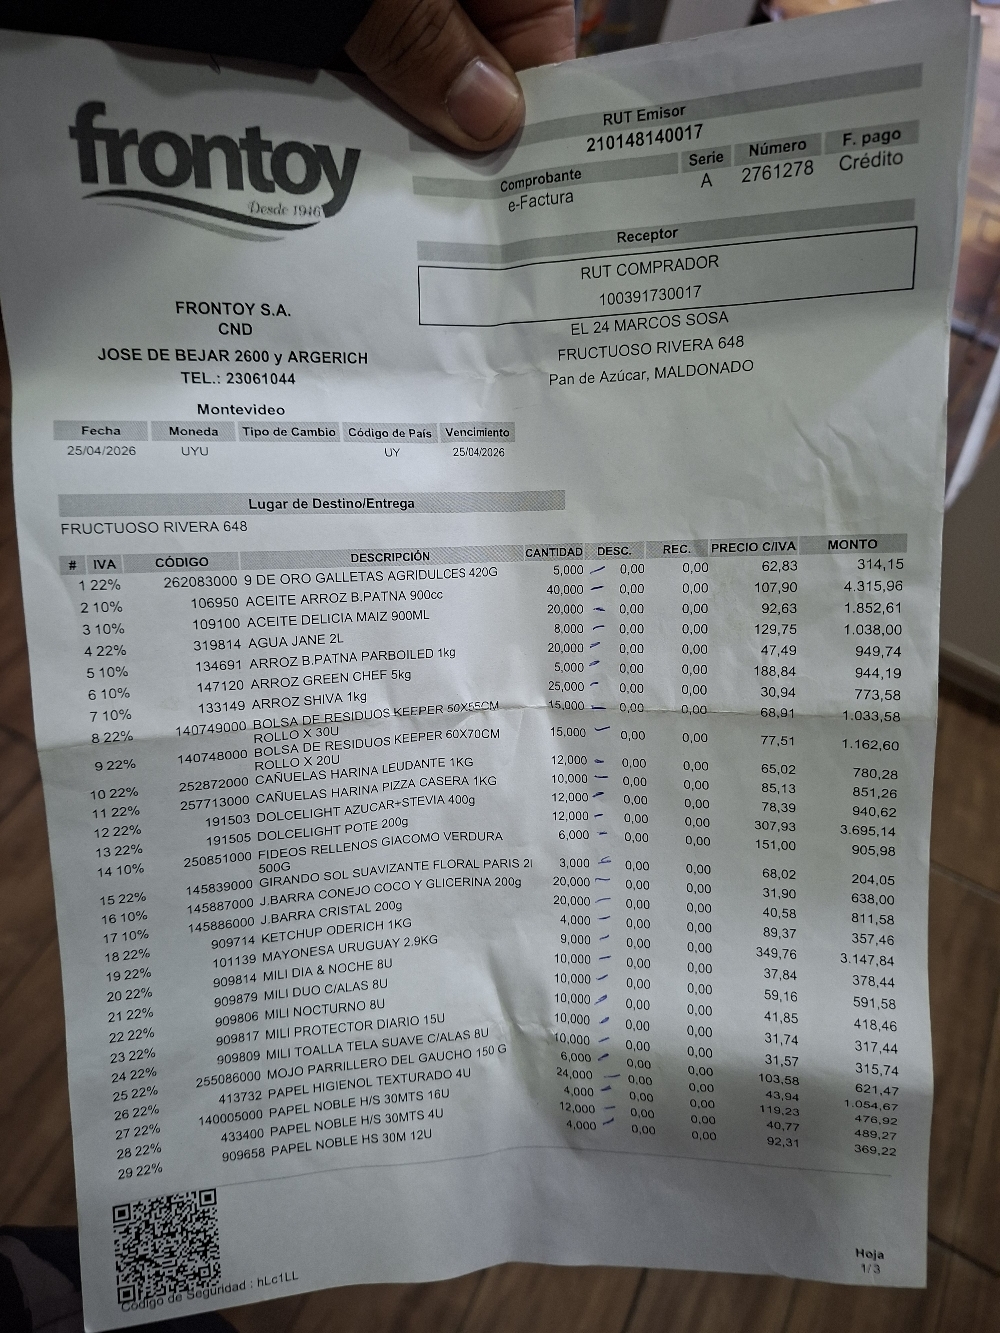 frontoy
Desde 1946
RUT Emisor
210148140017
Comprobante Serie Número F. pago
e-Factura A 2761278 Crédito
Receptor
RUT COMPRADOR
100391730017
EL 24 MARCOS SOSA
FRUCTUOSO RIVERA 648
Pan de Azúcar, MALDONADO
FRONTOY S.A.
CND
JOSE DE BEJAR 2600 y ARGERICH
TEL.: 23061044
Montevideo
Fecha Moneda Tipo de Cambio Código de País Vencimiento
25/04/2026 UYU UY 25/04/2026
Lugar de Destino/Entrega
FRUCTUOSO RIVERA 648
# IVA CÓDIGO DESCRIPCIÓN CANTIDAD DESC. REC. PRECIO C/IVA MONTO
1 22% 262083000 9 DE ORO GALLETAS AGRIDULCES 420G 5,000 0,00 0,00 62,83 314,15
2 10% 106950 ACEITE ARROZ B.PATNA 900cc 40,000 0,00 0,00 107,90 4.315,96
3 10% 109100 ACEITE DELICIA MAIZ 900ML 20,000 0,00 0,00 92,63 1.852,61
4 22% 319814 AGUA JANE 2L 8,000 0,00 0,00 129,75 1.038,00
5 10% 134691 ARROZ B.PATNA PARBOILED 1kg 20,000 0,00 0,00 47,49 949,74
6 10% 147120 ARROZ GREEN CHEF 5kg 5,000 0,00 0,00 188,84 944,19
7 10% 133149 ARROZ SHIVA 1kg 25,000 0,00 0,00 30,94 773,58
8 22% 140749000 BOLSA DE RESIDUOS KEEPER 50X55CM 15,000 0,00 0,00 68,91 1.033,58
ROLLO X 30U
9 22% 140748000 BOLSA DE RESIDUOS KEEPER 60X70CM 15,000 0,00 0,00 77,51 1.162,60
ROLLO X 20U
10 22% 252872000 CAÑUELAS HARINA LEUDANTE 1KG 12,000 0,00 0,00 65,02 780,28
11 22% 257713000 CAÑUELAS HARINA PIZZA CASERA 1KG 10,000 0,00 0,00 85,13 851,26
12 22% 191503 DOLCELIGHT AZUCAR+STEVIA 400g 12,000 0,00 0,00 78,39 940,62
13 22% 191505 DOLCELIGHT POTE 200g 12,000 0,00 0,00 307,93 3.695,14
14 10% 250851000 FIDEOS RELLENOS GIACOMO VERDURA 6,000 0,00 0,00 151,00 905,98
500G
15 22% 145839000 GIRANDO SOL SUAVIZANTE FLORAL PARIS 2l 3,000 0,00 0,00 68,02 204,05
16 10% 145887000 J.BARRA CONEJO COCO Y GLICERINA 200g 20,000 0,00 0,00 31,90 638,00
17 10% 145886000 J.BARRA CRISTAL 200g 20,000 0,00 0,00 40,58 811,58
18 22% 909714 KETCHUP ODERICH 1KG 4,000 0,00 0,00 89,37 357,46
19 22% 101139 MAYONESA URUGUAY 2.9KG 9,000 0,00 0,00 349,76 3.147,84
20 22% 909814 MILI DIA & NOCHE 8U 10,000 0,00 0,00 37,84 378,44
21 22% 909879 MILI DUO C/ALAS 8U 10,000 0,00 0,00 59,16 591,58
22 22% 909806 MILI NOCTURNO 8U 10,000 0,00 0,00 41,85 418,46
23 22% 909817 MILI PROTECTOR DIARIO 15U 10,000 0,00 0,00 31,74 317,44
24 22% 909809 MILI TOALLA TELA SUAVE C/ALAS 8U 10,000 0,00 0,00 31,57 315,74
25 22% 255086000 MOJO PARRILLERO DEL GAUCHO 150 G 6,000 0,00 0,00 103,58 621,47
26 22% 413732 PAPEL HIGIENOL TEXTURADO 4U 24,000 0,00 0,00 43,94 1.054,67
27 22% 140005000 PAPEL NOBLE H/S 30MTS 16U 4,000 0,00 0,00 119,23 476,92
28 22% 433400 PAPEL NOBLE H/S 30MTS 4U 12,000 0,00 0,00 40,77 489,27
29 22% 909658 PAPEL NOBLE HS 30M 12U 4,000 0,00 0,00 92,31 369,22
Código de Seguridad : hLc1LL
Hoja
1/3